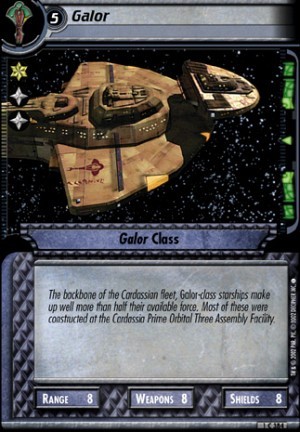 5 Galor
Galor Class
The backbone of the Cardassian fleet, Galor-class starships make
up well more than half their available force. Most of these were
constructed at the Cardassia Prime Orbital Three Assembly Facility.
RANGE 8 WEAPONS 8 SHIELDS 8